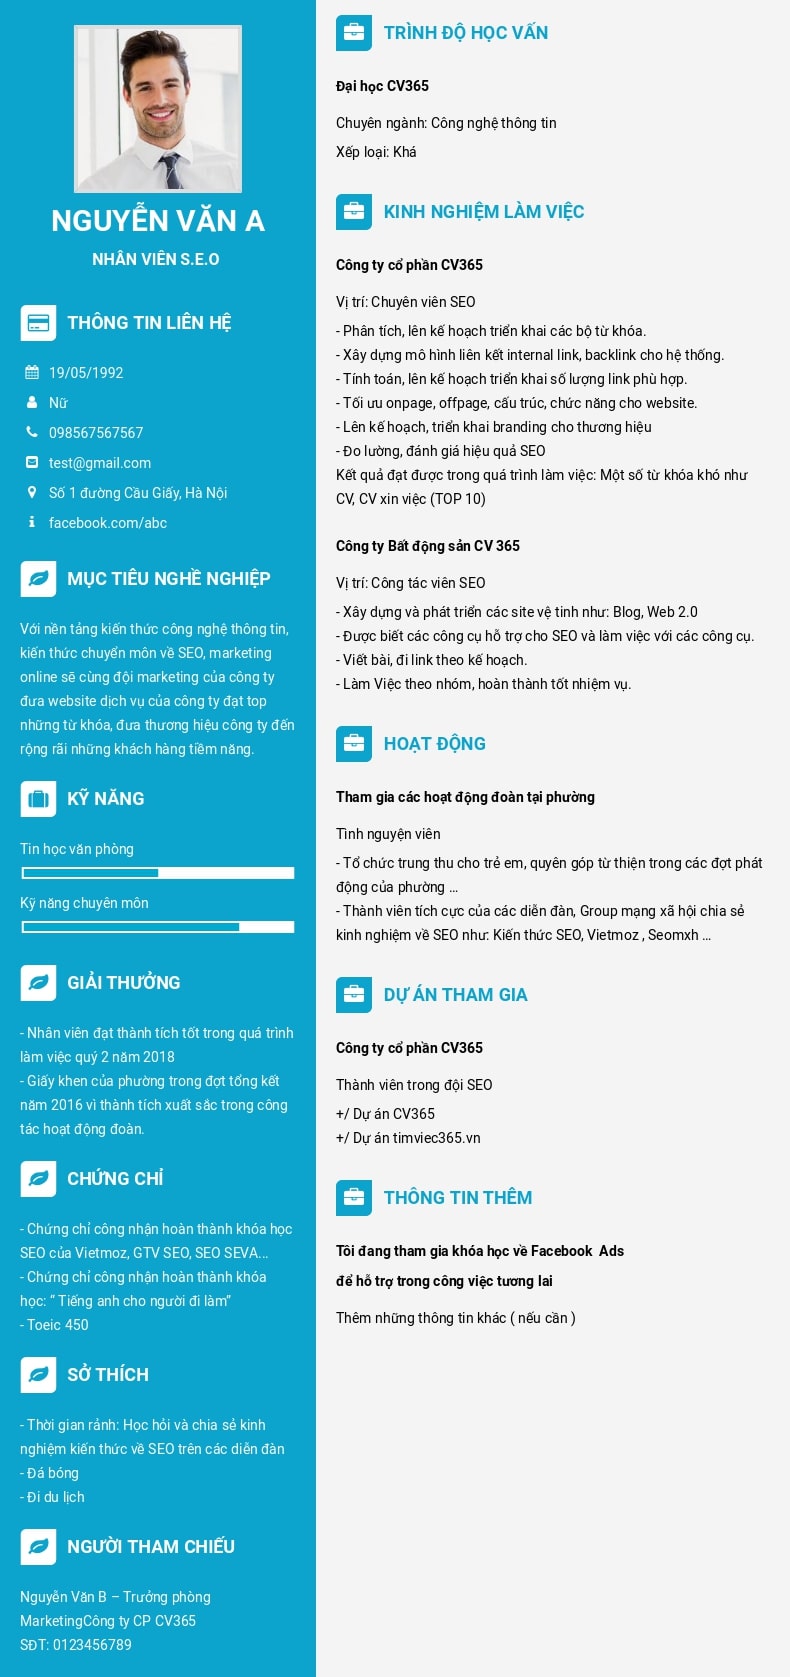 NGUYỄN VĂN A
NHÂN VIÊN S.E.O
THÔNG TIN LIÊN HỆ
19/05/1992
Nữ
098567567567
test@gmail.com
Số 1 đường Cầu Giấy, Hà Nội
facebook.com/abc
MỤC TIÊU NGHỀ NGHIỆP
Với nền tảng kiến thức công nghệ thông tin,
kiến thức chuyển môn về SEO, marketing
online sẽ cùng đội marketing của công ty
đưa website dịch vụ của công ty đạt top
những từ khóa, đưa thương hiệu công ty đến
rộng rãi những khách hàng tiềm năng.
KỸ NĂNG
Tin học văn phòng
Kỹ năng chuyên môn
GIẢI THƯỞNG
- Nhân viên đạt thành tích tốt trong quá trình
làm việc quý 2 năm 2018
- Giấy khen của phường trong đợt tổng kết
năm 2016 vì thành tích xuất sắc trong công
tác hoạt động đoàn.
CHỨNG CHỈ
- Chứng chỉ công nhận hoàn thành khóa học
SEO của Vietmoz, GTV SEO, SEO SEVA...
- Chứng chỉ công nhận hoàn thành khóa
học: “ Tiếng anh cho người đi làm”
- Toeic 450
SỞ THÍCH
- Thời gian rảnh: Học hỏi và chia sẻ kinh
nghiệm kiến thức về SEO trên các diễn đàn
- Đá bóng
- Đi du lịch
NGƯỜI THAM CHIẾU
Nguyễn Văn B – Trưởng phòng
MarketingCông ty CP CV365
SĐT: 0123456789
TRÌNH ĐỘ HỌC VẤN
Đại học CV365
Chuyên ngành: Công nghệ thông tin
Xếp loại: Khá
KINH NGHIỆM LÀM VIỆC
Công ty cổ phần CV365
Vị trí: Chuyên viên SEO
- Phân tích, lên kế hoạch triển khai các bộ từ khóa.
- Xây dựng mô hình liên kết internal link, backlink cho hệ thống.
- Tính toán, lên kế hoạch triển khai số lượng link phù hợp.
- Tối ưu onpage, offpage, cấu trúc, chức năng cho website.
- Lên kế hoạch, triển khai branding cho thương hiệu
- Đo lường, đánh giá hiệu quả SEO
Kết quả đạt được trong quá trình làm việc: Một số từ khóa khó như
CV, CV xin việc (TOP 10)
Công ty Bất động sản CV 365
Vị trí: Công tác viên SEO
- Xây dựng và phát triển các site vệ tinh như: Blog, Web 2.0
- Được biết các công cụ hỗ trợ cho SEO và làm việc với các công cụ.
- Viết bài, đi link theo kế hoạch.
- Làm Việc theo nhóm, hoàn thành tốt nhiệm vụ.
HOẠT ĐỘNG
Tham gia các hoạt động đoàn tại phường
Tình nguyện viên
- Tổ chức trung thu cho trẻ em, quyên góp từ thiện trong các đợt phát
động của phường ...
- Thành viên tích cực của các diễn đàn, Group mạng xã hội chia sẻ
kinh nghiệm về SEO như: Kiến thức SEO, Vietmoz , Seomxh ...
DỰ ÁN THAM GIA
Công ty cổ phần CV365
Thành viên trong đội SEO
+/ Dự án CV365
+/ Dự án timviec365.vn
THÔNG TIN THÊM
Tôi đang tham gia khóa học về Facebook Ads
để hỗ trợ trong công việc tương lai
Thêm những thông tin khác ( nếu cần )